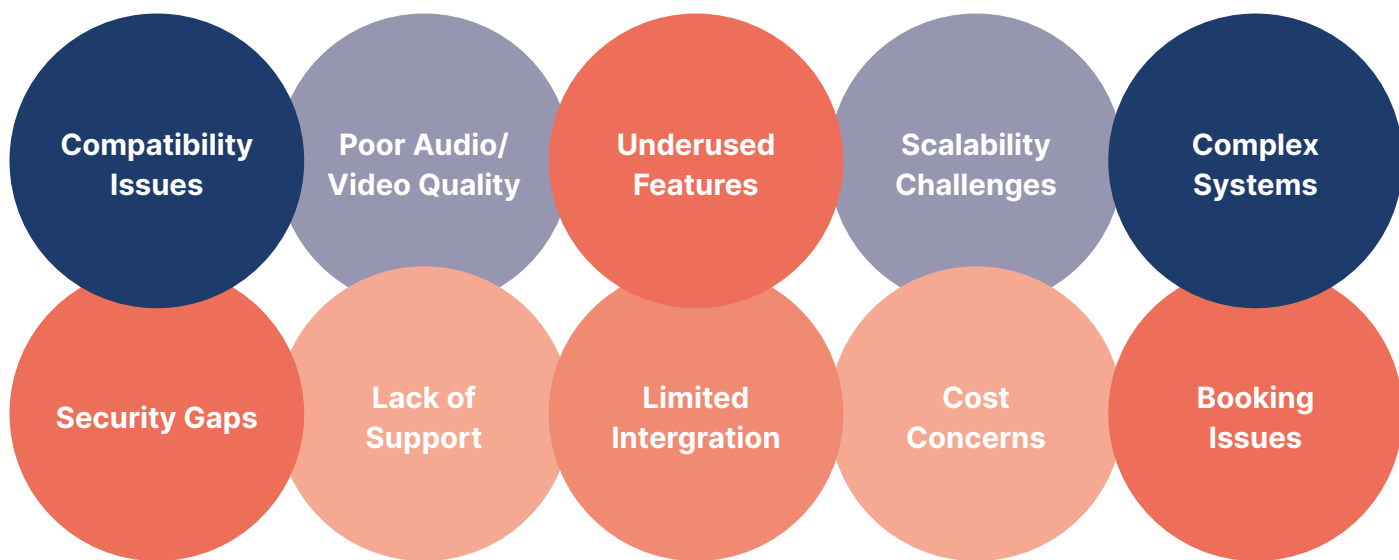 Compatibility
Issues
Poor Audio/
Video Quality
Underused
Features
Scalability
Challenges
Complex
Systems
Security Gaps
Lack of
Support
Limited
Intergration
Cost
Concerns
Booking
Issues